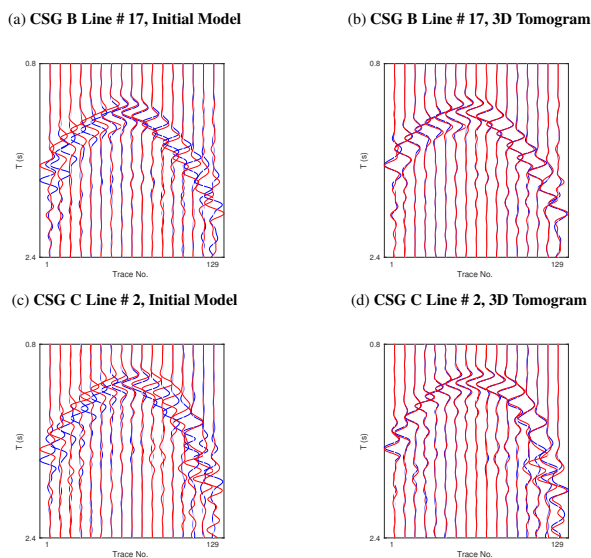 (a) CSG B Line # 17, Initial Model
(b) CSG B Line # 17, 3D Tomogram
0.8
T (s)
2.4
1
129
Trace No.
0.8
T (s)
2.4
1
129
Trace No.
(c) CSG C Line # 2, Initial Model
(d) CSG C Line # 2, 3D Tomogram
0.8
T (s)
2.4
1
129
Trace No.
0.8
T (s)
2.4
1
129
Trace No.